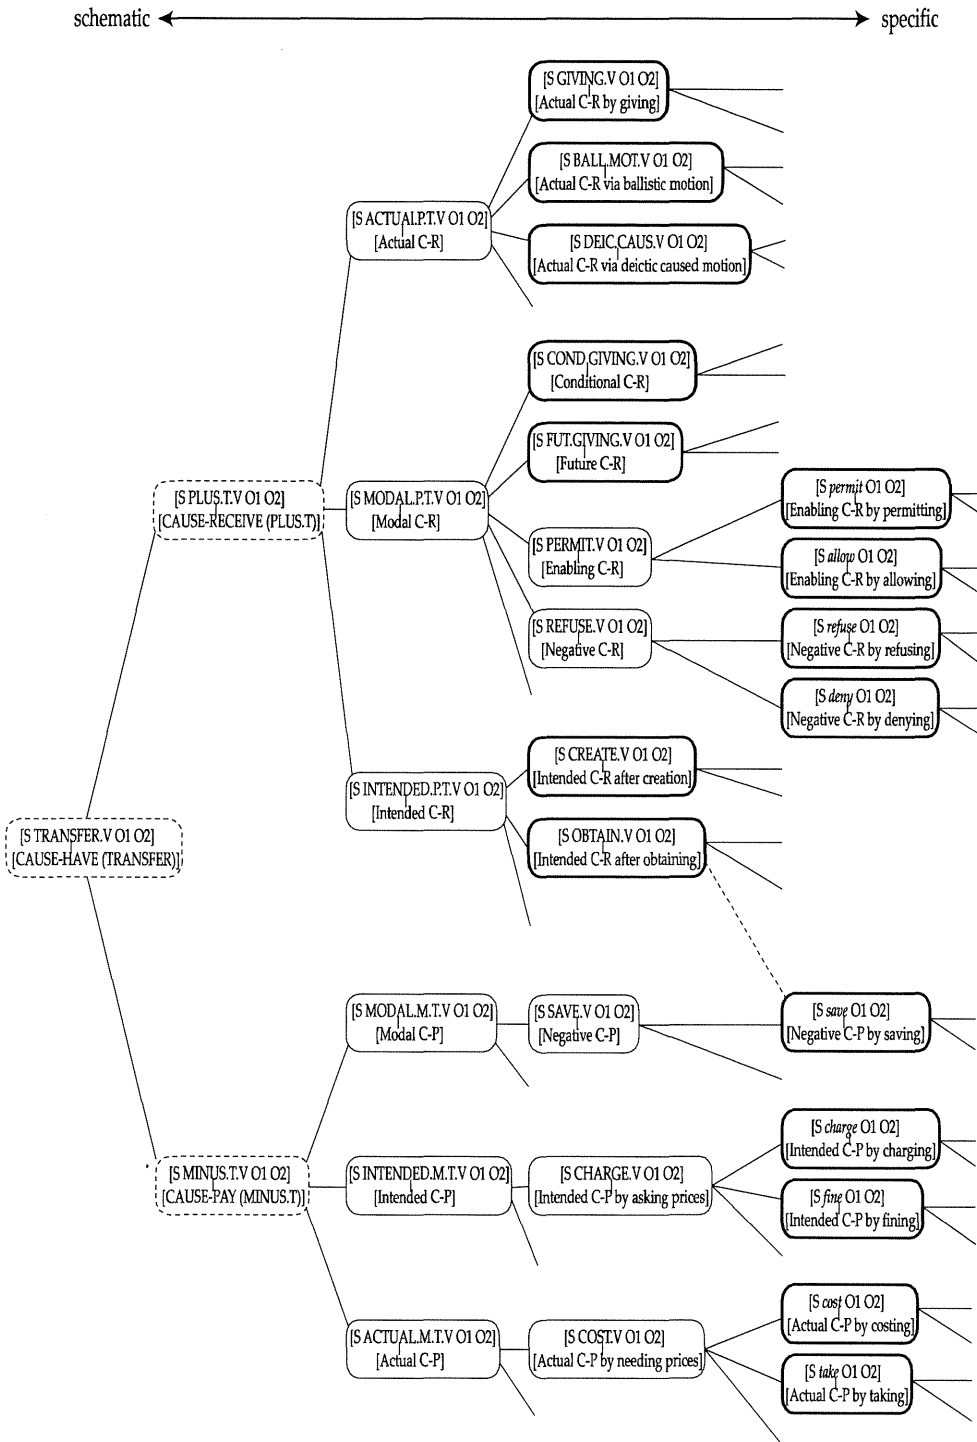 schematic specific
[S GIVING.V O1 O2]
[Actual C-R by giving]
[S BALL.MOT.V O1 O2]
[Actual C-R via ballistic motion]
[S ACTUAL.P.T.V O1 O2]
[Actual C-R]
[S DEIC.CAUS.V O1 O2]
[Actual C-R via deictic caused motion]
[S COND.GIVING.V O1 O2]
[Conditional C-R]
[S FUT.GIVING.V O1 O2]
[Future C-R]
[S PLUS.T.V O1 O2]
[CAUSE-RECEIVE (PLUS.T)]
[S MODAL.P.T.V O1 O2]
[Modal C-R]
[S permit O1 O2]
[Enabling C-R by permitting]
[S PERMIT.V O1 O2]
[Enabling C-R]
[S allow O1 O2]
[Enabling C-R by allowing]
[S REFUSE.V O1 O2]
[Negative C-R]
[S refuse O1 O2]
[Negative C-R by refusing]
[S deny O1 O2]
[Negative C-R by denying]
[S CREATE.V O1 O2]
[Intended C-R after creation]
[S INTENDED.P.T.V O1 O2]
[Intended C-R]
[S TRANSFER.V O1 O2]
[CAUSE-HAVE (TRANSFER)]
[S OBTAIN.V O1 O2]
[Intended C-R after obtaining]
[S MODAL.M.T.V O1 O2]
[Modal C-P]
[S SAVE.V O1 O2]
[Negative C-P]
[S save O1 O2]
[Negative C-P by saving]
[S charge O1 O2]
[Intended C-P by charging]
[S MINUS.T.V O1 O2]
[CAUSE-PAY (MINUS.T)]
[S INTENDED.M.T.V O1 O2]
[Intended C-P]
[S CHARGE.V O1 O2]
[Intended C-P by asking prices]
[S fine O1 O2]
[Intended C-P by fining]
[S cost O1 O2]
[Actual C-P by costing]
[S ACTUAL.M.T.V O1 O2]
[Actual C-P]
[S COST.V O1 O2]
[Actual C-P by needing prices]
[S take O1 O2]
[Actual C-P by taking]